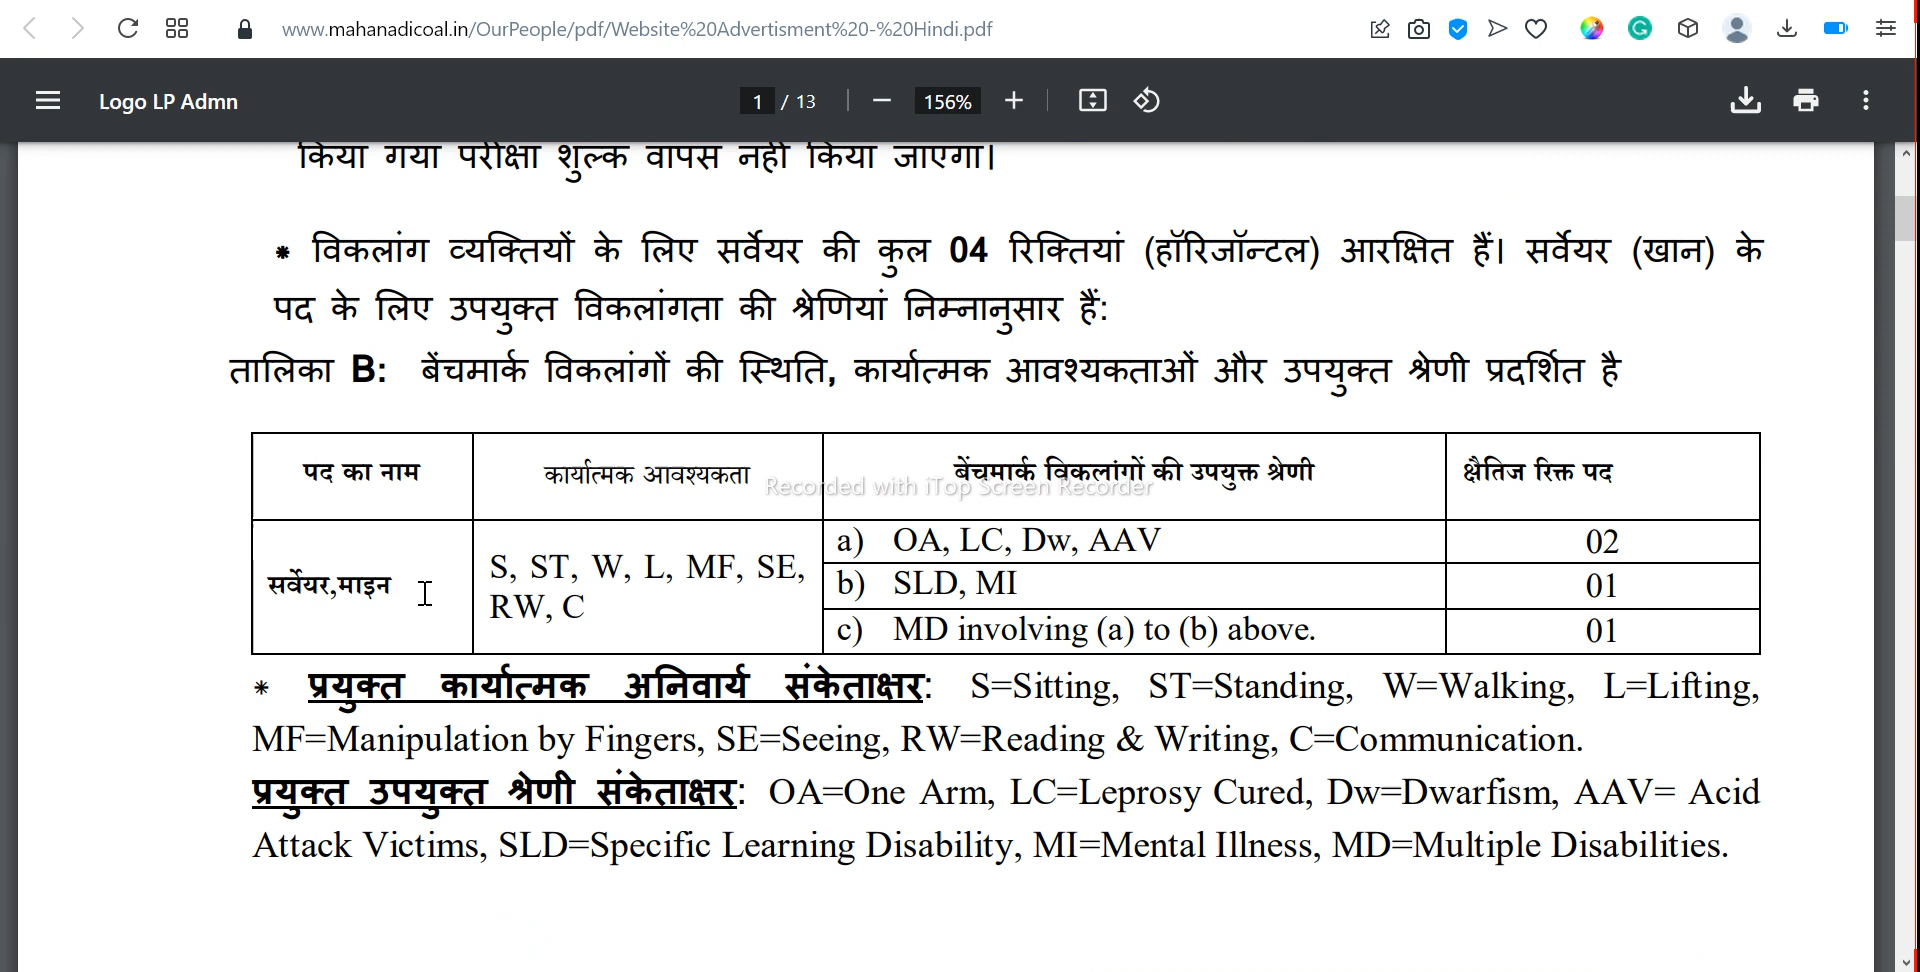 www.mahanadicoal.in/OurPeople/pdf/Website%20Advertisment%20-%20Hindi.pdf
Logo LP Admn
1 / 13
156%
किया गया परीक्षा शुल्क वापस नहीं किया जाएगा।
* विकलांग व्यक्तियों के लिए सर्वेयर की कुल 04 रिक्तियां (हॉरिजॉन्टल) आरक्षित हैं। सर्वेयर (खान) के
पद के लिए उपयुक्त विकलांगता की श्रेणियां निम्नानुसार हैं:
तालिका B: बेंचमार्क विकलांगों की स्थिति, कार्यात्मक आवश्यकताओं और उपयुक्त श्रेणी प्रदर्शित है
पद का नाम कार्यात्मक आवश्यकता बेंचमार्क विकलांगों की उपयुक्त श्रेणी क्षैतिज रिक्त पद
Recorded with iTop Screen Recorder
a) OA, LC, Dw, AAV 02
सर्वेयर,माइन S, ST, W, L, MF, SE,
RW, C
b) SLD, MI 01
c) MD involving (a) to (b) above. 01
* प्रयुक्त कार्यात्मक अनिवार्य संकेताक्षर: S=Sitting, ST=Standing, W=Walking, L=Lifting,
MF=Manipulation by Fingers, SE=Seeing, RW=Reading & Writing, C=Communication.
प्रयुक्त उपयुक्त श्रेणी संकेताक्षर: OA=One Arm, LC=Leprosy Cured, Dw=Dwarfism, AAV= Acid
Attack Victims, SLD=Specific Learning Disability, MI=Mental Illness, MD=Multiple Disabilities.